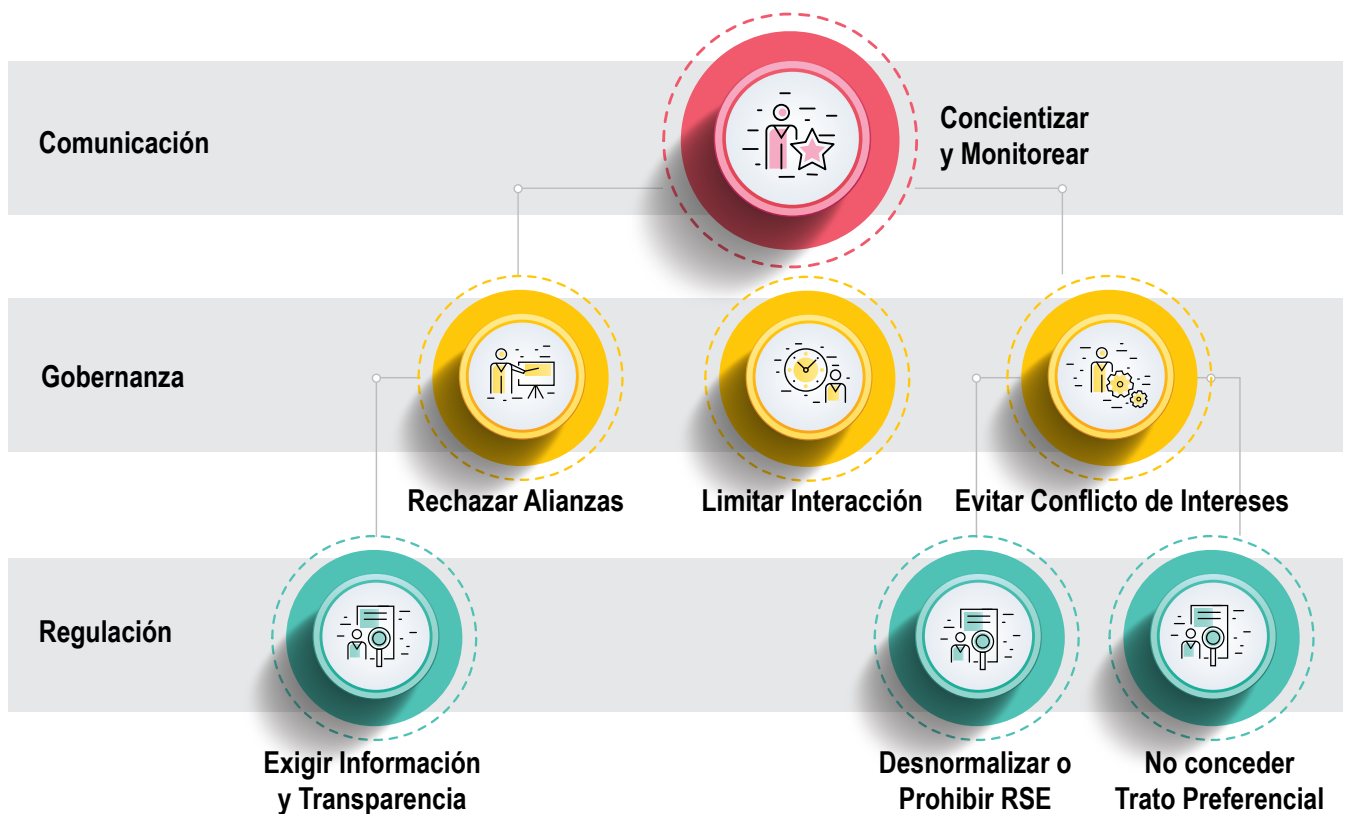 Comunicación
Concientizar
y Monitorear
Gobernanza
Rechazar Alianzas
Limitar Interacción
Evitar Conflicto de Intereses
Regulación
Exigir Información
y Transparencia
Desnormalizar o
Prohibir RSE
No conceder
Trato Preferencial